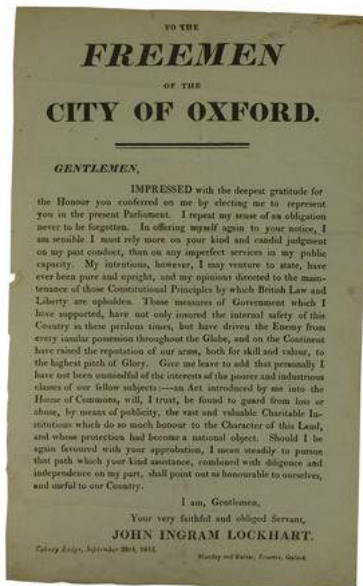 TO THE
FREEMEN
OF THE
CITY OF OXFORD.
GENTLEMEN,
IMPRESSED with the deepest gratitude for
the Honour you conferred on me by electing me to represent
you in the present Parliament. I repeat my sense of an obligation
never to be forgotten. In offering myself again to your notice, I
am sensible I must rely more on your kind and candid judgment
on my past conduct, than on any imperfect services in my public
capacity. My intentions, however, I may venture to state, have
ever been pure and upright, and my opinions directed to the main-
tenance of those Constitutional Principles by which British Law and
Liberty are upholden. Those measures of Government which I
have supported, have not only insured the internal safety of this
Country in these perilous times, but have driven the Enemy from
every insular possession throughout the Globe, and on the Continent
have raised the reputation of our arms, both for skill and valour, to
the highest pitch of Glory. Give me leave to add that personally I
have not been unmindful of the interests of the poorer and industrious
classes of our fellow subjects:—an Act introduced by me into the
House of Commons, will, I trust, be found to guard from loss or
abuse, by means of publicity, the vast and valuable Charitable In-
stitutions which do so much honour to the Character of this Land,
and whose protection had become a national object. Should I be
again favoured with your approbation, I mean steadily to pursue
that path which your kind assistance, combined with diligence and
independence on my part, shall point out as honourable to ourselves,
and useful to our Country.
I am, Gentlemen,
Your very faithful and obliged Servant,
JOHN INGRAM LOCKHART.
Lodge, September
Munday and Slatter, Printers, Oxford.